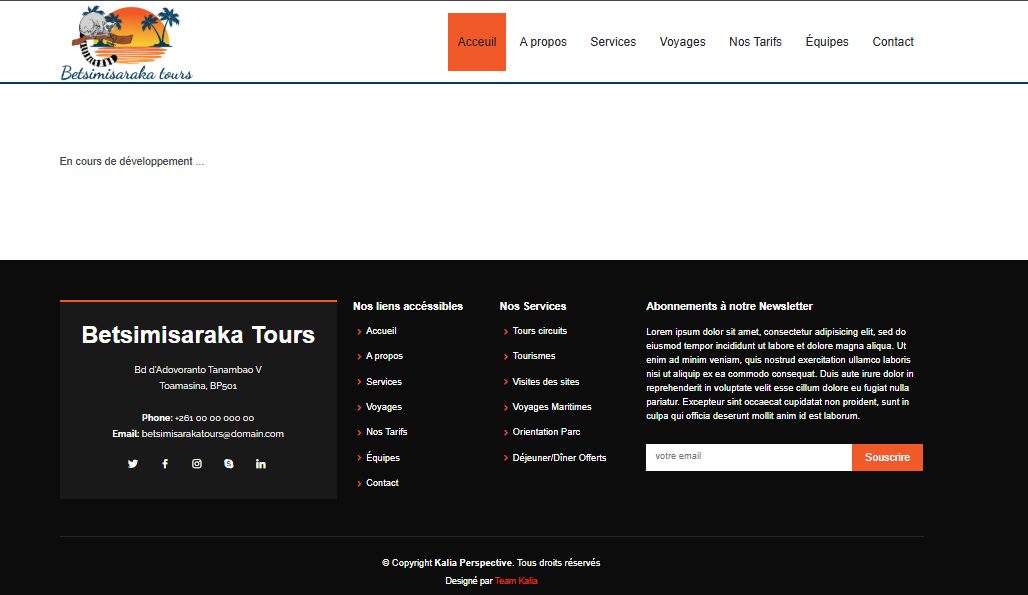 Betsimisaraka tours
Acceuil A propos Services Voyages Nos Tarifs Équipes Contact
En cours de développement ...
Betsimisaraka Tours
Bd d'Adovoranto Tanambao V
Toamasina, BP501
Phone: +261 00 00 000 00
Email: betsimisarakatours@domain.com
Nos liens accéssibles
Accueil
A propos
Services
Voyages
Nos Tarifs
Équipes
Contact
Nos Services
Tours circuits
Tourismes
Visites des sites
Voyages Maritimes
Orientation Parc
Déjeuner/Dîner Offerts
Abonnements à notre Newsletter
Lorem ipsum dolor sit amet, consectetur adipisicing elit, sed do
eiusmod tempor incididunt ut labore et dolore magna aliqua. Ut
enim ad minim veniam, quis nostrud exercitation ullamco laboris
nisi ut aliquip ex ea commodo consequat. Duis aute irure dolor in
reprehenderit in voluptate velit esse cillum dolore eu fugiat nulla
pariatur. Excepteur sint occaecat cupidatat non proident, sunt in
culpa qui officia deserunt mollit anim id est laborum.
votre email Souscrire
© Copyright Kalia Perspective. Tous droits réservés
Designé par Team Kalia